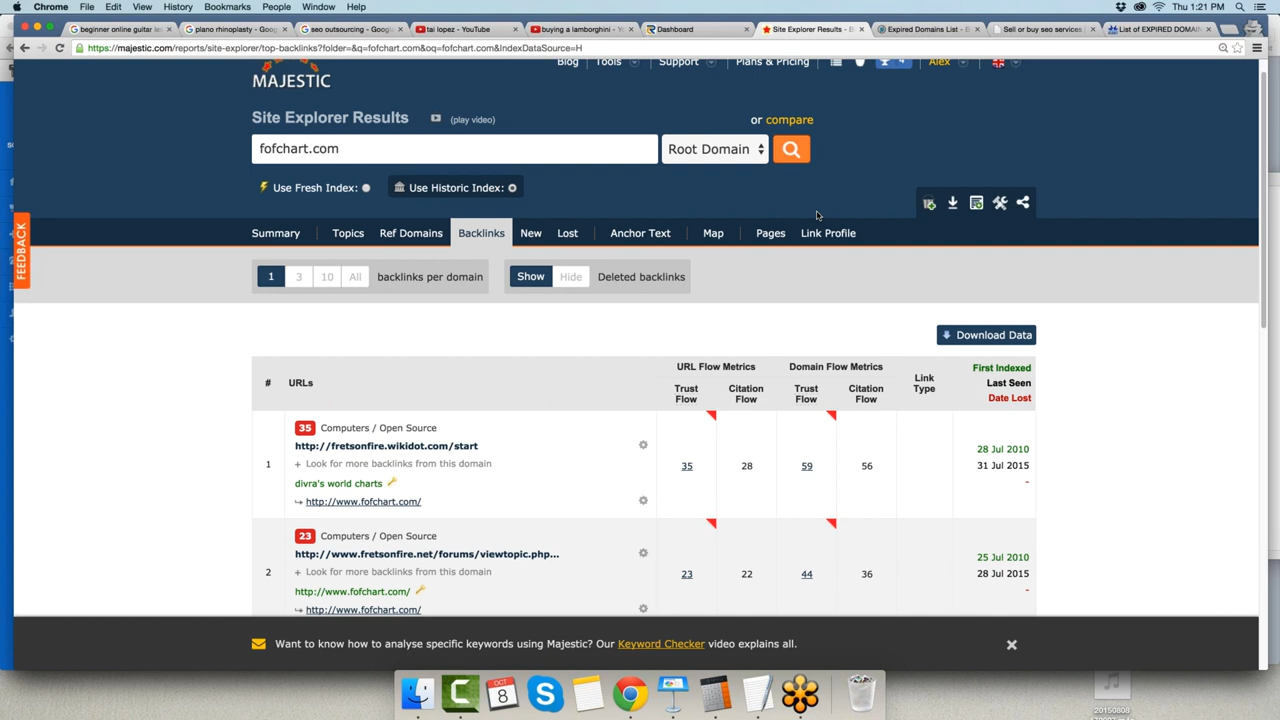 Chrome File Edit View History Bookmarks People Window Help Thu 1:21 PM
beginner online guitar les piano rhinoplasty - Google seo outsourcing - Google tai lopez - YouTube buying a lamborghini - Yo Dashboard Site Explorer Results - B Expired Domains List - E Sell or buy seo services | List of EXPIRED DOMAIN
https://majestic.com/reports/site-explorer/top-backlinks?folder=&q=fofchart.com&oq=fofchart.com&IndexDataSource=H
MAJESTIC
Blog Tools Support Plans & Pricing 4 Alex
Site Explorer Results (play video) or compare
fofchart.com Root Domain
Use Fresh Index: Use Historic Index:
FEEDBACK
Summary Topics Ref Domains Backlinks New Lost Anchor Text Map Pages Link Profile
1 3 10 All backlinks per domain Show Hide Deleted backlinks
Download Data
# URLs
URL Flow Metrics Domain Flow Metrics
Trust Flow Citation Flow Trust Flow Citation Flow
Link Type
First Indexed
Last Seen
Date Lost
35 Computers / Open Source
http://fretsonfire.wikidot.com/start
1 + Look for more backlinks from this domain 35 28 59 56
divra's world charts
http://www.fofchart.com/
28 Jul 2010
31 Jul 2015
-
23 Computers / Open Source
http://www.fretsonfire.net/forums/viewtopic.php...
2 + Look for more backlinks from this domain 23 22 44 36
http://www.fofchart.com/
http://www.fofchart.com/
25 Jul 2010
28 Jul 2015
-
Want to know how to analyse specific keywords using Majestic? Our Keyword Checker video explains all.
OCT
8
20150808